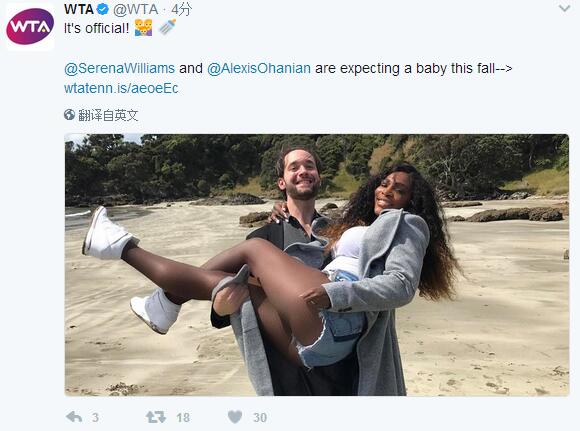 WTA
WTA @WTA · 4分
It's official!
@SerenaWilliams and @AlexisOhanian are expecting a baby this fall-->
wtatenn.is/aeoeEc
翻译自英文
3 18 30